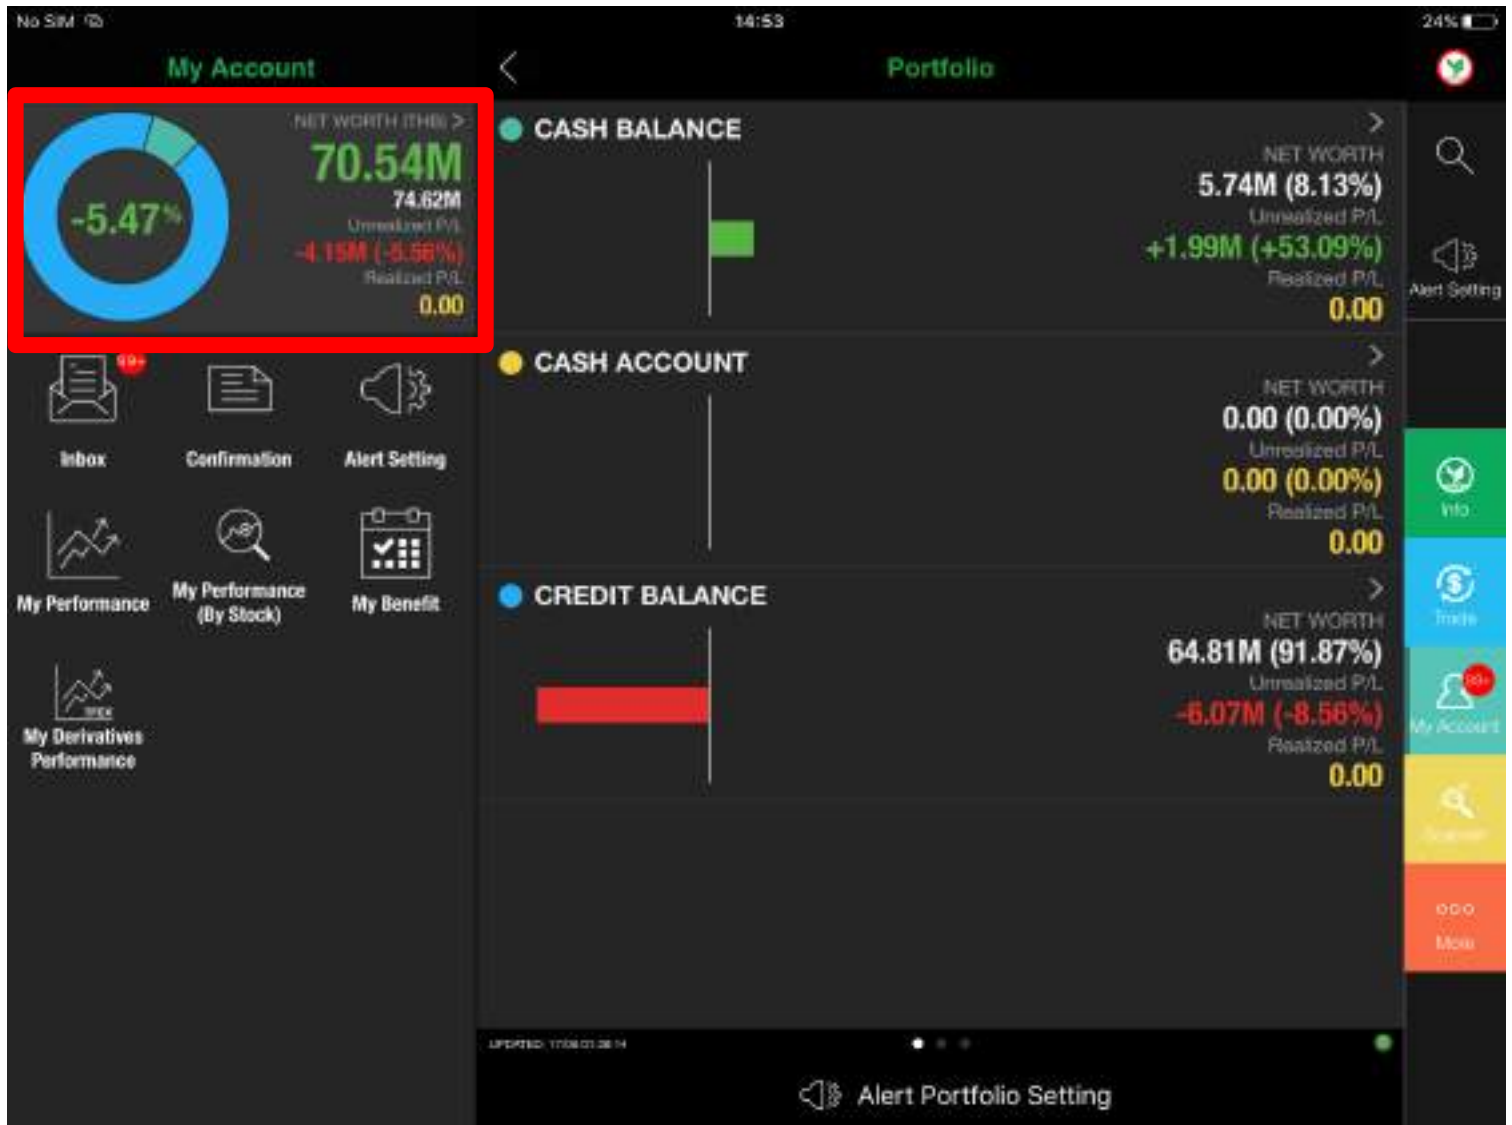 No SIM
14:53
24%
My Account
NET WORTH (THB) >
70.54M
74.62M
Unrealized P/L
-4.15M (-5.56%)
Realized P/L
0.00
-5.47%
99+
Inbox
Confirmation
Alert Setting
My Performance
My Performance
(By Stock)
My Benefit
My Derivatives
Performance
Portfolio
CASH BALANCE
NET WORTH
5.74M (8.13%)
Unrealized P/L
+1.99M (+53.09%)
Realized P/L
0.00
CASH ACCOUNT
NET WORTH
0.00 (0.00%)
Unrealized P/L
0.00 (0.00%)
Realized P/L
0.00
CREDIT BALANCE
NET WORTH
64.81M (91.87%)
Unrealized P/L
-6.07M (-8.56%)
Realized P/L
0.00
UPDATED:
Alert Portfolio Setting
Alert Setting
Info
Trade
99+
My Account
Scanner
More